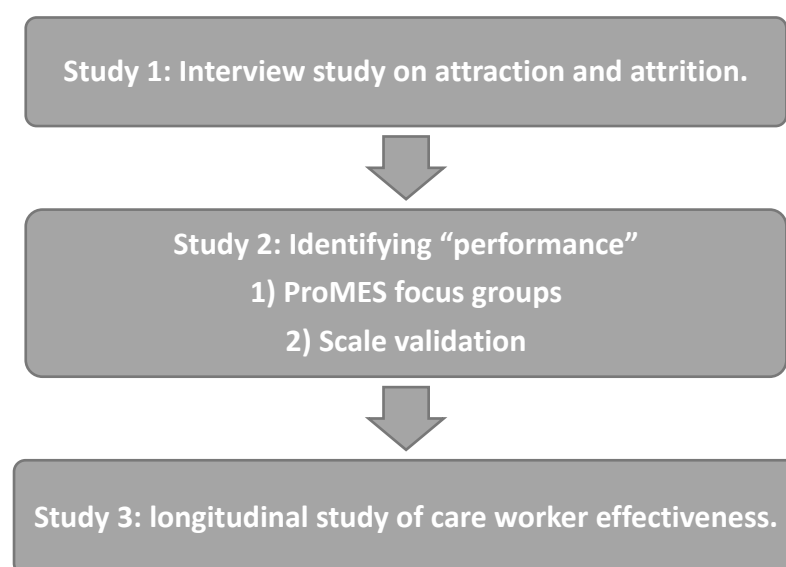 Study 1: Interview study on attraction and attrition.
Study 2: Identifying “performance”
1) ProMES focus groups
2) Scale validation
Study 3: longitudinal study of care worker effectiveness.